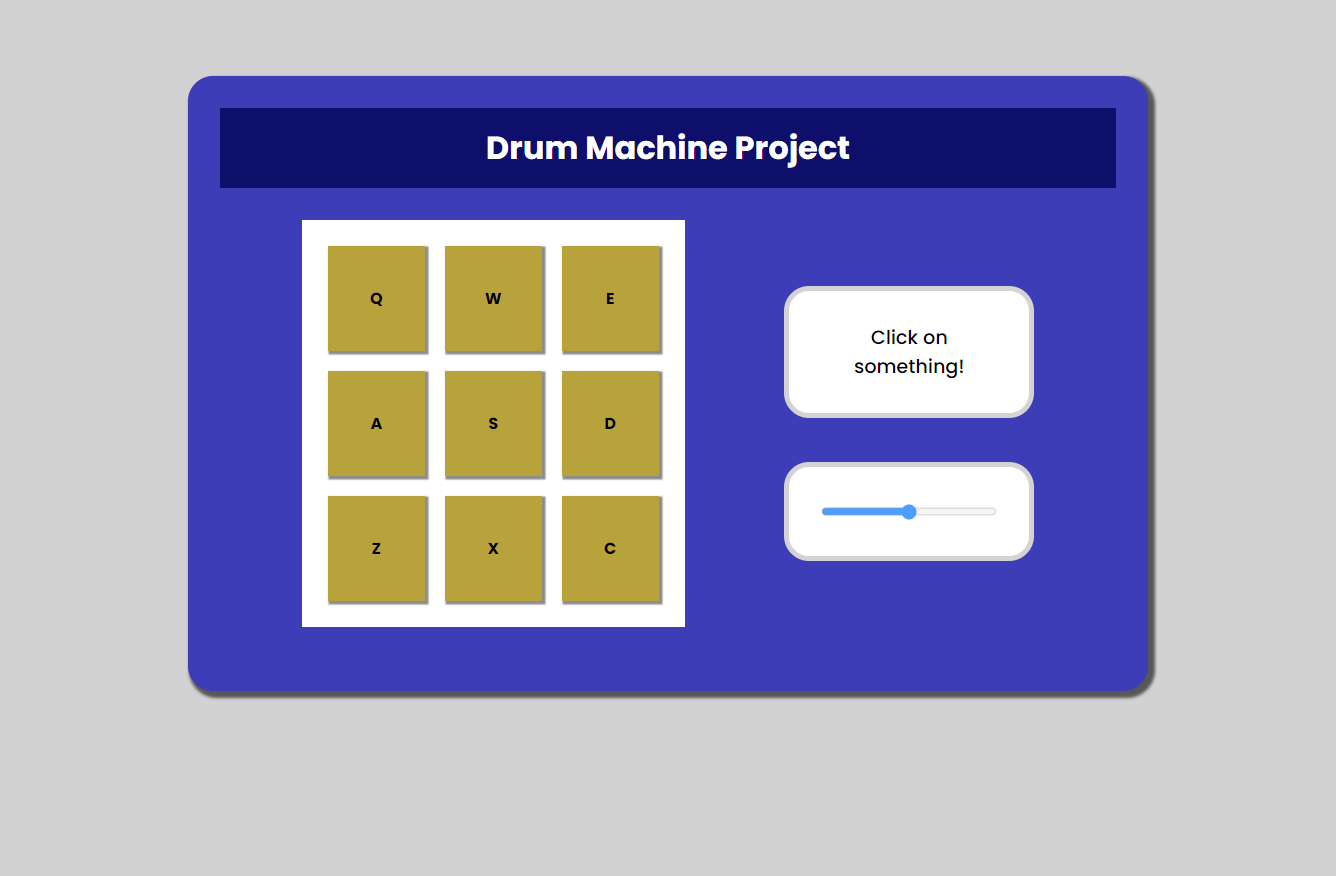 Drum Machine Project
Q W E
Click on
something!
A S D
Z X C